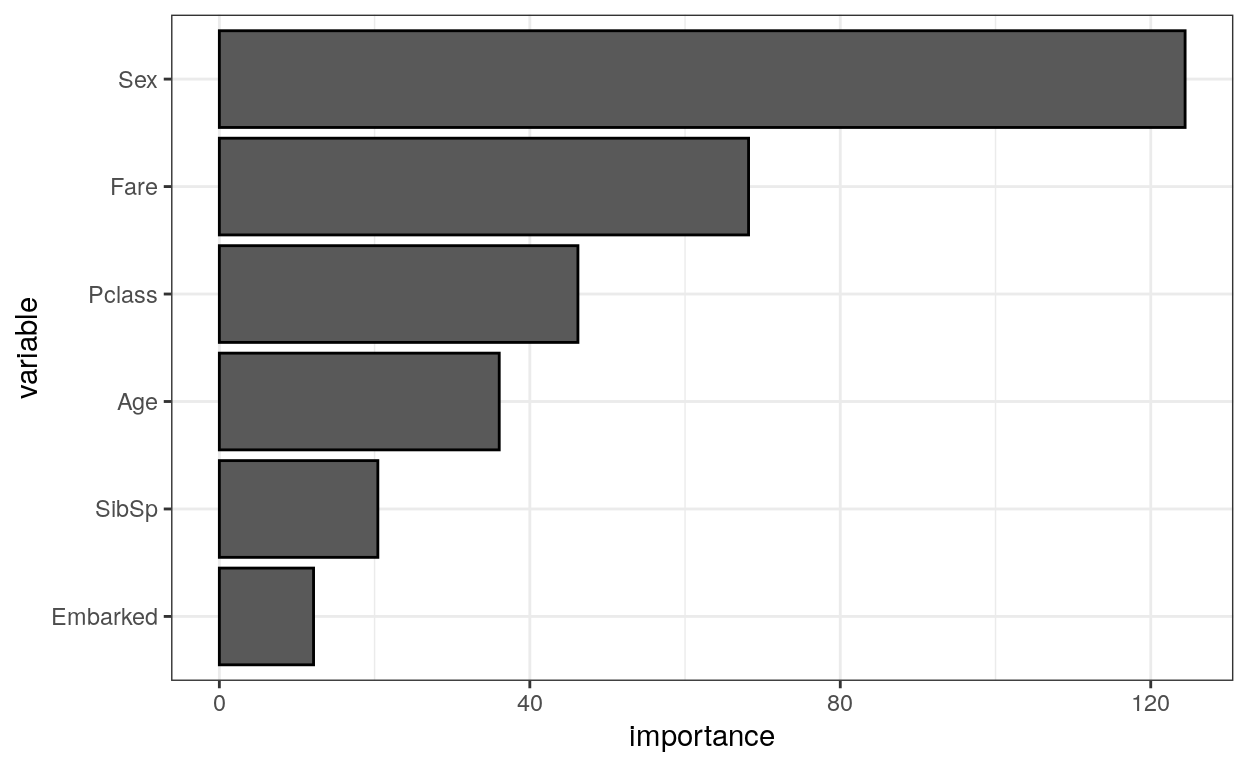 Sex
Fare
Pclass
Age
SibSp
Embarked
variable
0
40
80
120
importance